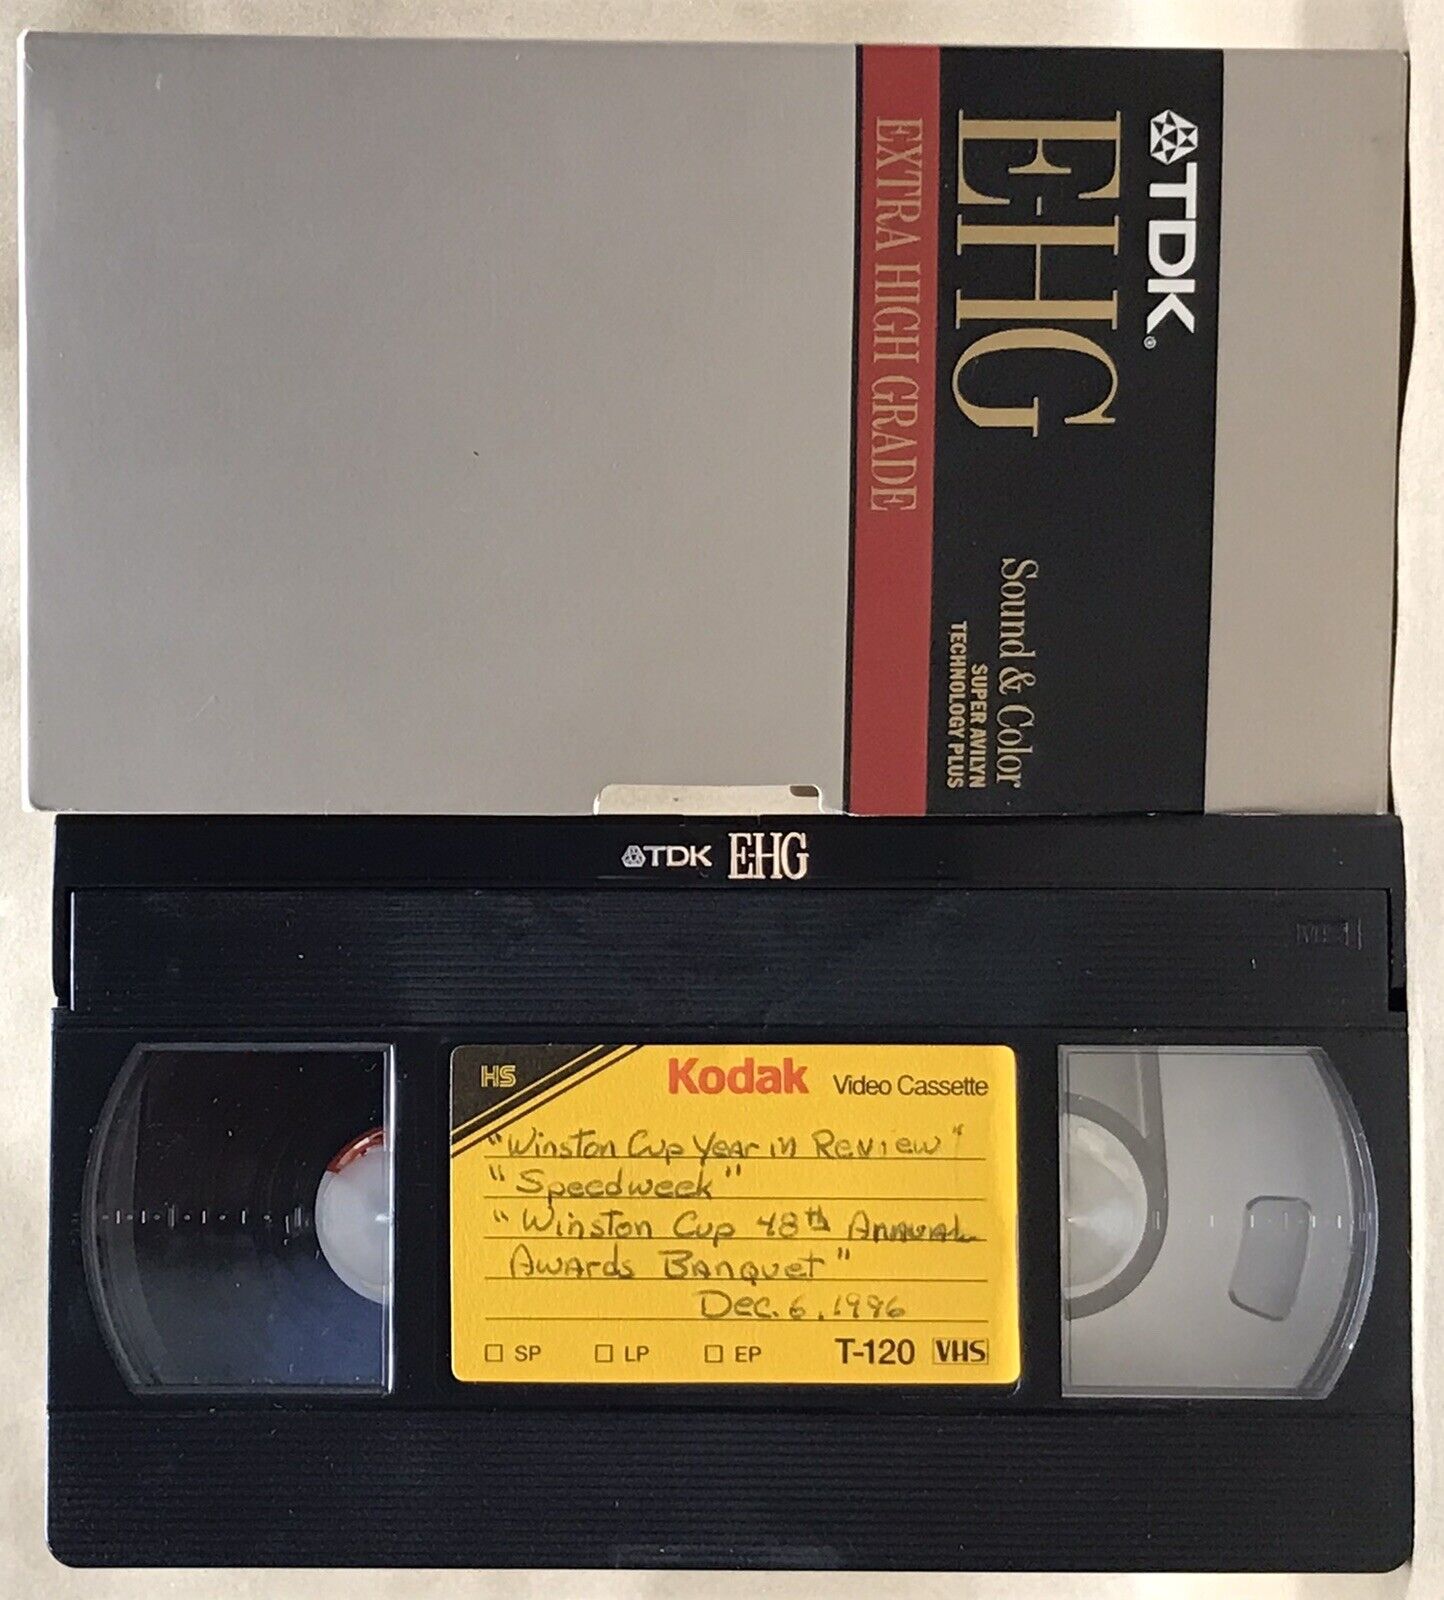 TDK®
E-HG
EXTRA HIGH GRADE
Sound & Color
SUPER AVILYN
TECHNOLOGY PLUS
TDK E-HG
VHS
HS
Kodak Video Cassette
"Winston Cup Year in Review"
"Speedweek"
"Winston Cup 48th Annual
Awards Banquet"
Dec. 6, 1996
SP LP EP T-120 VHS